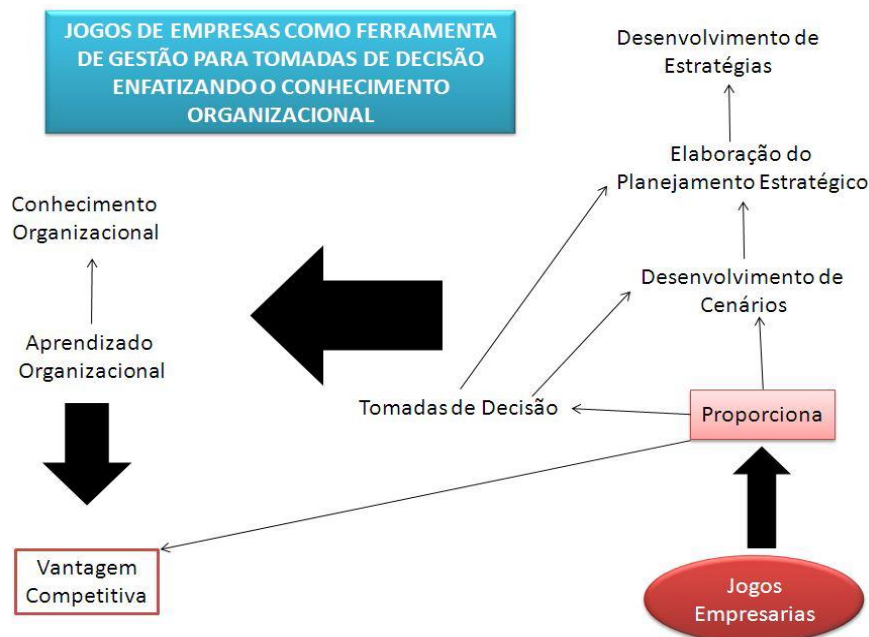 JOGOS DE EMPRESAS COMO FERRAMENTA
DE GESTÃO PARA TOMADAS DE DECISÃO
ENFATIZANDO O CONHECIMENTO
ORGANIZACIONAL
Desenvolvimento de
Estratégias
Elaboração do
Planejamento Estratégico
Conhecimento
Organizacional
Desenvolvimento de
Cenários
Aprendizado
Organizacional
Tomadas de Decisão
Proporciona
Vantagem
Competitiva
Jogos
Empresarias